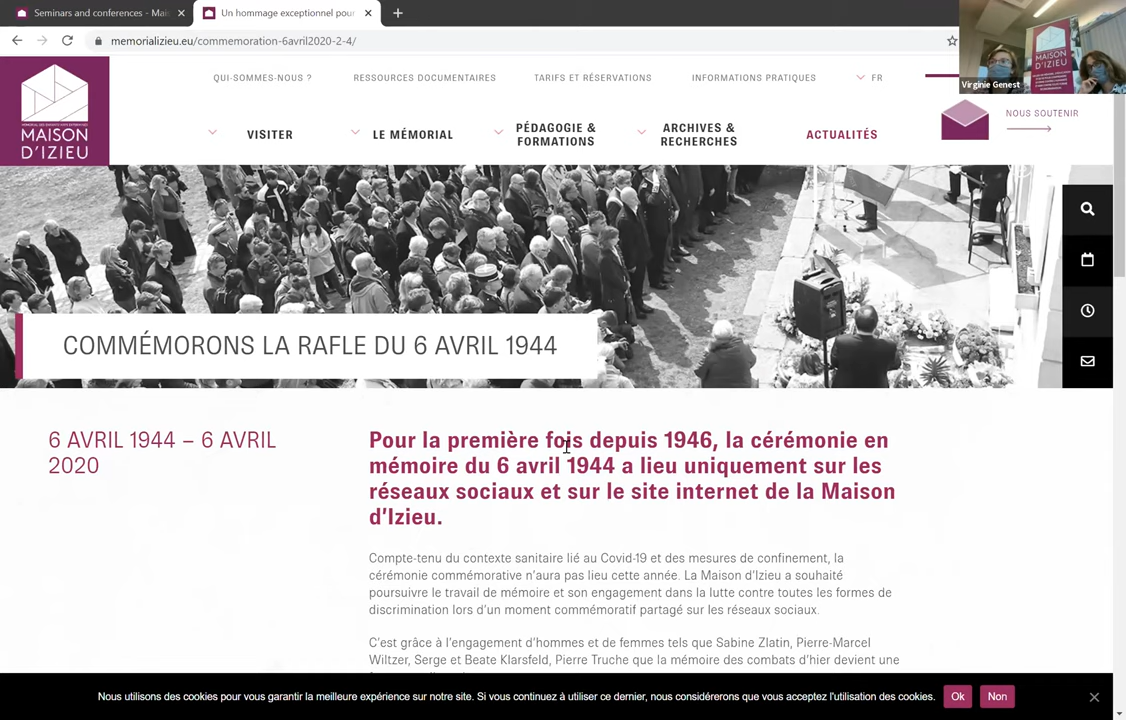 Seminars and conferences - Mai
Un hommage exceptionnel pour
memorializieu.eu/commemoration-6avril2020-2-4/
MAISON
D'IZIEU
Virginie Genest
QUI-SOMMES-NOUS ?
RESSOURCES DOCUMENTAIRES
TARIFS ET RÉSERVATIONS
INFORMATIONS PRATIQUES
FR
MAISON
D'IZIEU
VISITER
LE MÉMORIAL
PÉDAGOGIE &
FORMATIONS
ARCHIVES &
RECHERCHES
ACTUALITÉS
NOUS SOUTENIR
COMMÉMORONS LA RAFLE DU 6 AVRIL 1944
6 AVRIL 1944 – 6 AVRIL
2020
Pour la première fois depuis 1946, la cérémonie en
mémoire du 6 avril 1944 a lieu uniquement sur les
réseaux sociaux et sur le site internet de la Maison
d'Izieu.
Compte-tenu du contexte sanitaire lié au Covid-19 et des mesures de confinement, la
cérémonie commémorative n'aura pas lieu cette année. La Maison d'Izieu a souhaité
poursuivre le travail de mémoire et son engagement dans la lutte contre toutes les formes de
discrimination lors d'un moment commémoratif partagé sur les réseaux sociaux.
C'est grâce à l'engagement d'hommes et de femmes tels que Sabine Zlatin, Pierre-Marcel
Wiltzer, Serge et Beate Klarsfeld, Pierre Truche que la mémoire des combats d'hier devient une
Nous utilisons des cookies pour vous garantir la meilleure expérience sur notre site. Si vous continuez à utiliser ce dernier, nous considérerons que vous acceptez l'utilisation des cookies.
Ok
Non